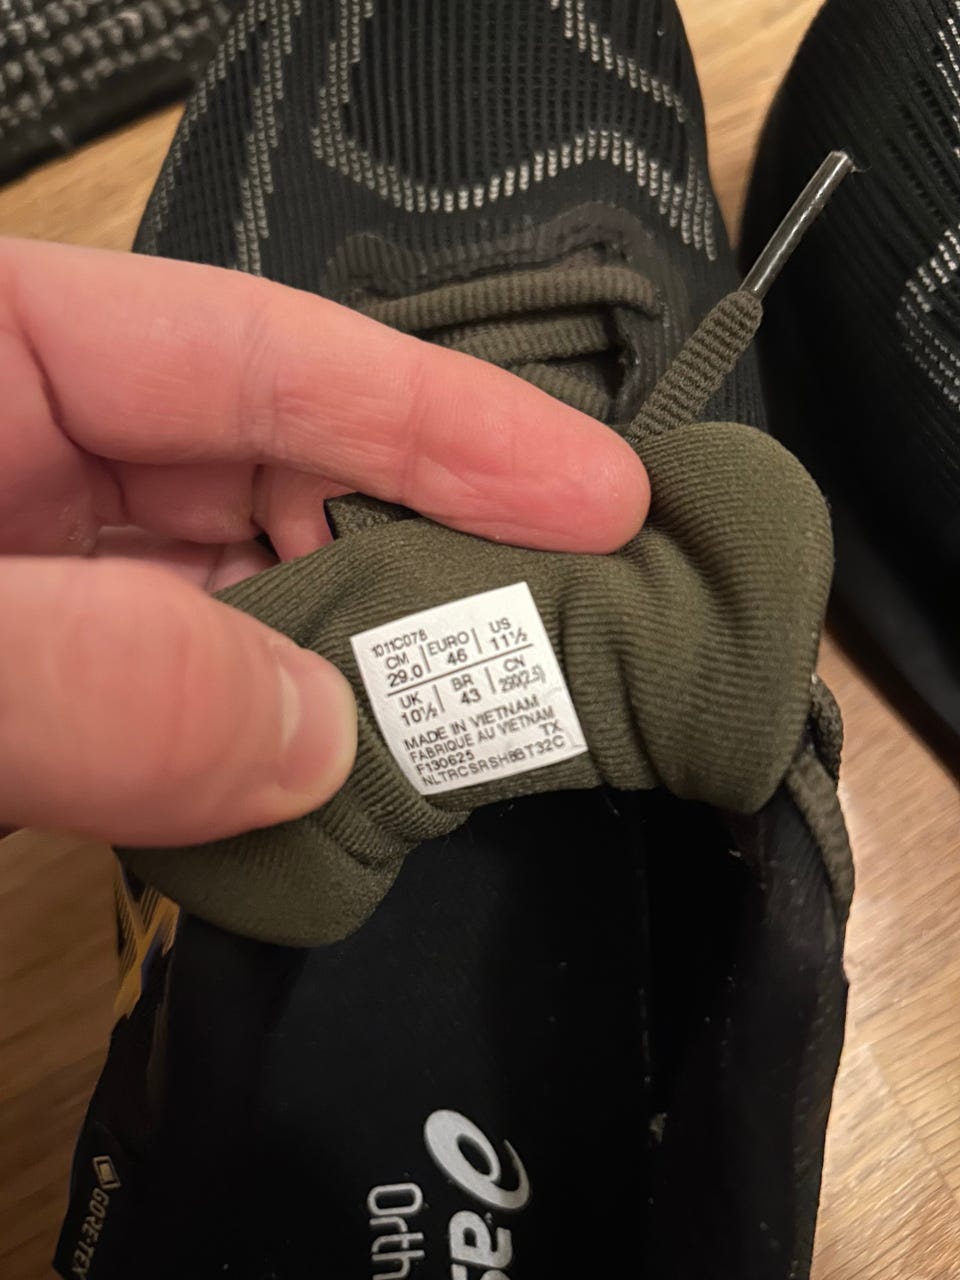 1011C078
CM 29.0 | EURO 46 | US 11½
UK 10½ | BR 43 | CN 290(2.5)
MADE IN VIETNAM
FABRIQUE AU VIETNAM
F130625 TX
NLTRCSRSHBBT32C
GORE-TEX
as
Orth